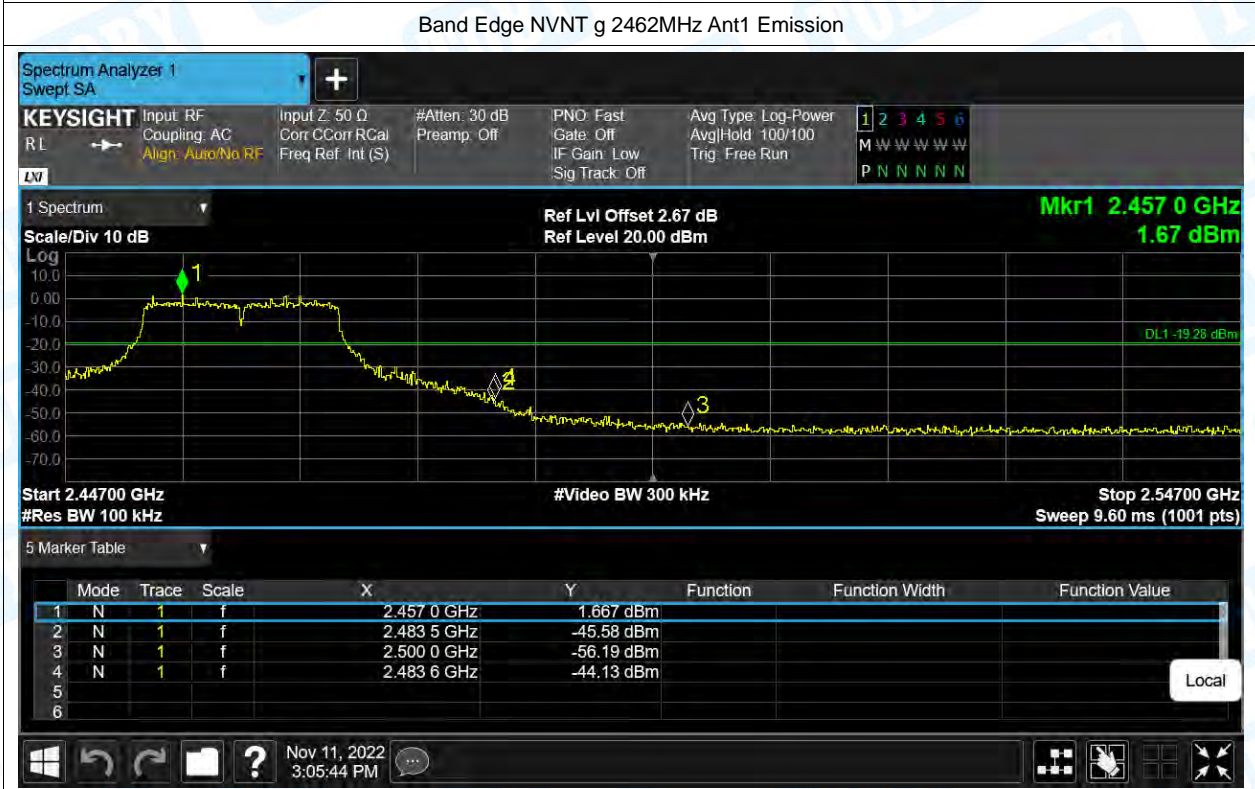 Band Edge NVNT g 2462MHz Ant1 Emission
Spectrum Analyzer 1
Swept SA
+
KEYSIGHT Input: RF Input Z: 50 Ω #Atten: 30 dB PNO: Fast Avg Type: Log-Power 1 2 3 4 5 6
RL Coupling: AC Corr CCorr RCal Preamp: Off Gate: Off Avg|Hold: 100/100 M W W W W W
Align: Auto/No RF Freq Ref: Int (S) IF Gain: Low Trig: Free Run
LXI Sig Track: Off P N N N N N
1 Spectrum
Ref Lvl Offset 2.67 dB Mkr1 2.457 0 GHz
Scale/Div 10 dB Ref Level 20.00 dBm 1.67 dBm
Log
10.0
1
0.00
-10.0
DL1 -19.28 dBm
-20.0
-30.0
4
2
-40.0
3
-50.0
-60.0
-70.0
Start 2.44700 GHz #Video BW 300 kHz Stop 2.54700 GHz
#Res BW 100 kHz Sweep 9.60 ms (1001 pts)
5 Marker Table
Mode Trace Scale X Y Function Function Width Function Value
1 N 1 f 2.457 0 GHz 1.667 dBm
2 N 1 f 2.483 5 GHz -45.58 dBm
3 N 1 f 2.500 0 GHz -56.19 dBm
4 N 1 f 2.483 6 GHz -44.13 dBm
5
6
Local
? Nov 11, 2022
3:05:44 PM